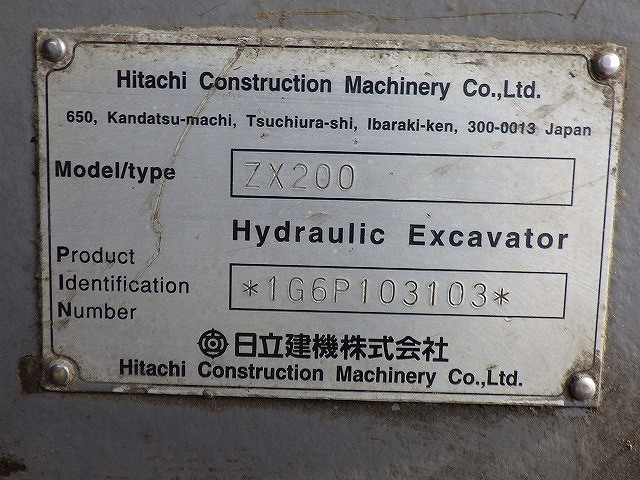 Hitachi Construction Machinery Co.,Ltd.
650, Kandatsu-machi, Tsuchiura-shi, Ibaraki-ken, 300-0013 Japan
Model/type ZX200
Hydraulic Excavator
Product
Identification
Number
*1G6P103103*
日立建機株式会社
Hitachi Construction Machinery Co.,Ltd.